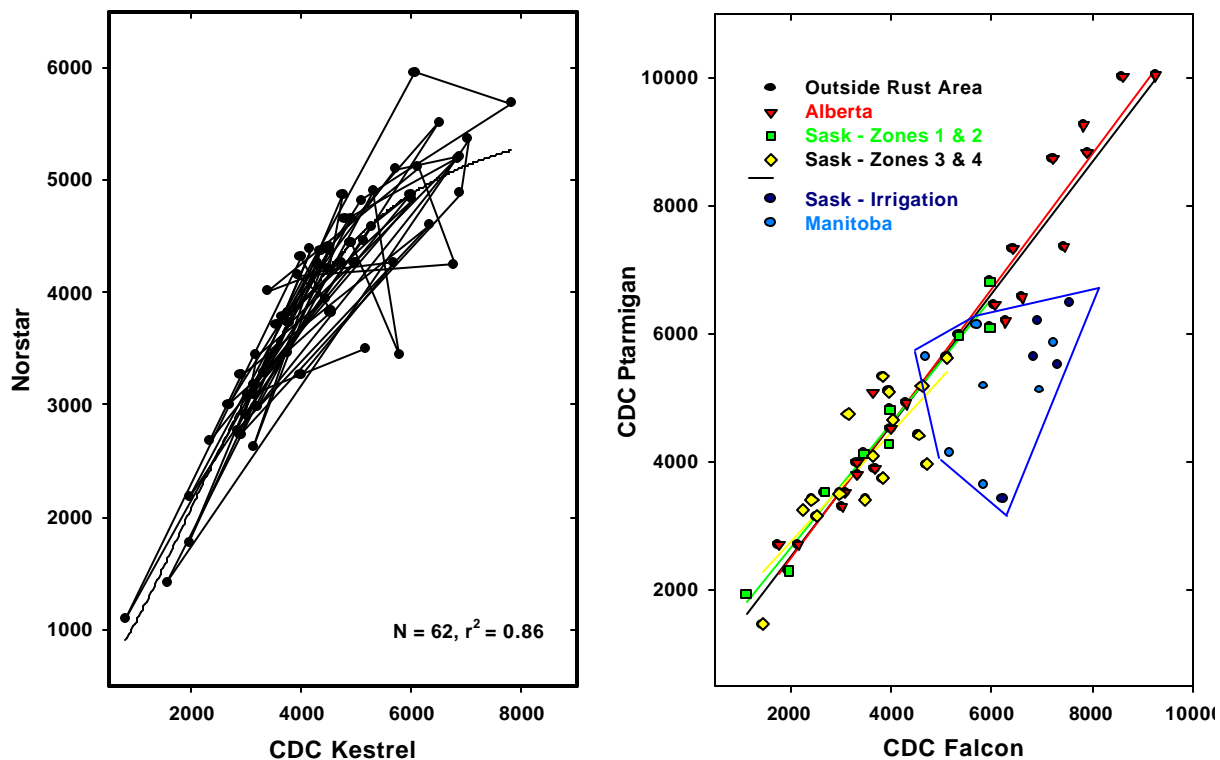 6000
5000
4000
3000
2000
1000
Norstar
N = 62, r² = 0.86
2000 4000 6000 8000
CDC Kestrel
10000
8000
6000
4000
2000
CDC Ptarmigan
Outside Rust Area
Alberta
Sask - Zones 1 & 2
Sask - Zones 3 & 4
Sask - Irrigation
Manitoba
2000 4000 6000 8000 10000
CDC Falcon